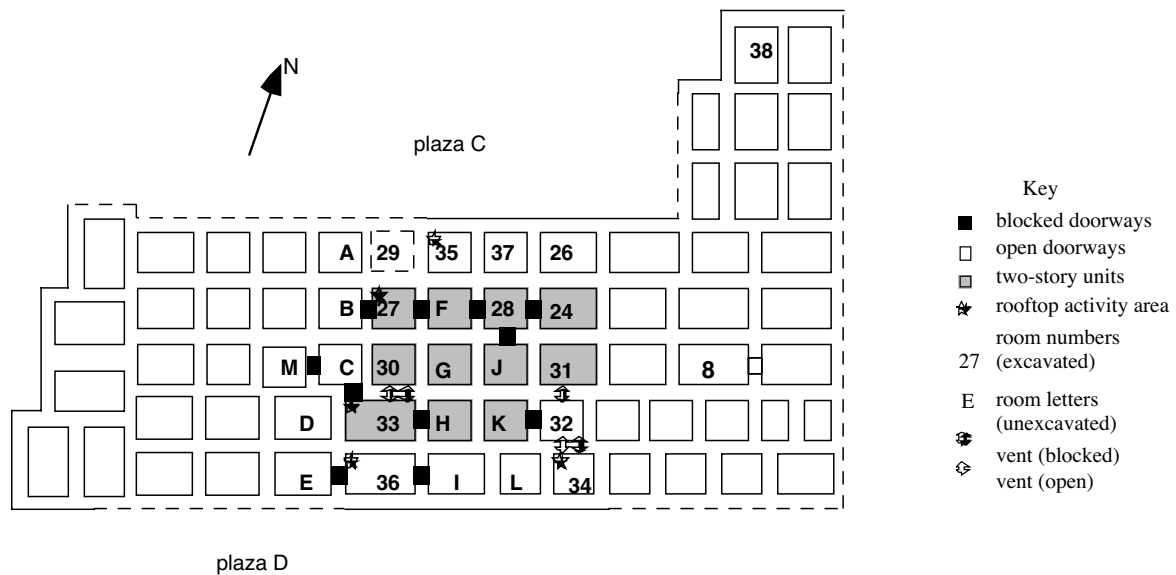 38
N
plaza C
Key
blocked doorways
open doorways
two-story units
rooftop activity area
room numbers
27 (excavated)
E room letters
(unexcavated)
vent (blocked)
vent (open)
A 29 35 37 26
B 27 F 28 24
M C 30 G J 31 8
D 33 H K 32
E 36 I L 34
plaza D